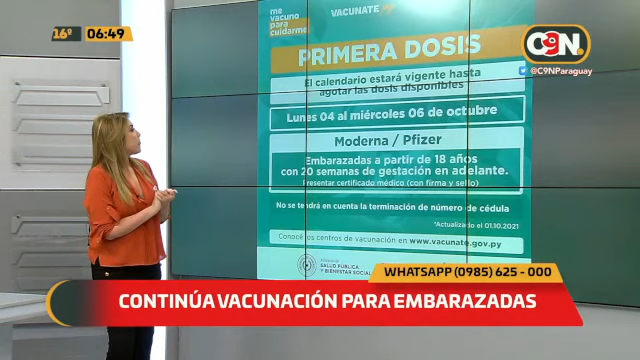 16°
06:49
me
vacuno
para
cuidarme
VACUNATE PY
C9N
@C9NParaguay
PRIMERA DOSIS
El calendario estará vigente hasta
agotar las dosis disponibles
Lunes 04 al miércoles 06 de octubre
Moderna / Pfizer
Embarazadas a partir de 18 años
con 20 semanas de gestación en adelante.
Presentar certificado médico (con firma y sello)
No se tendrá en cuenta la terminación de número de cédula
*Actualizado el 01.10.2021
Conocé los centros de vacunación en www.vacunate.gov.py
SALUD PÚBLICA
Y BIENESTAR SOCIAL
WHATSAPP (0985) 625 - 000
CONTINÚA VACUNACIÓN PARA EMBARAZADAS